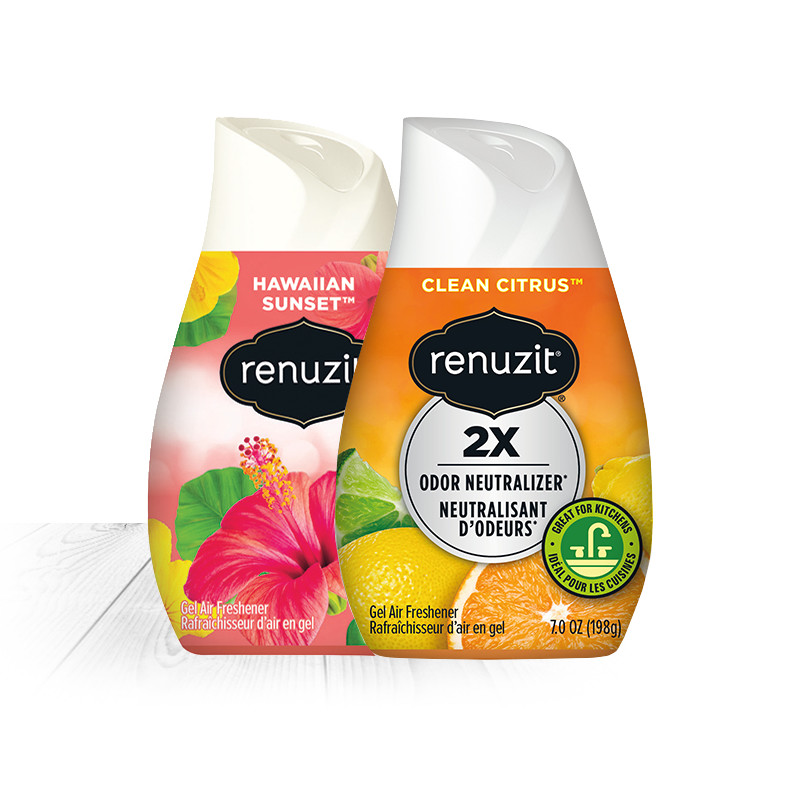 HAWAIIAN
SUNSET™
renuzi
Gel Air Freshener
Rafraîchisseur d'air en gel
CLEAN CITRUS™
renuzit®
®
2X
ODOR NEUTRALIZER*
NEUTRALISANT
D'ODEURS*
GREAT FOR KITCHENS
IDÉAL POUR LES CUISINES
Gel Air Freshener
Rafraîchisseur d'air en gel
7.0 OZ (198g)